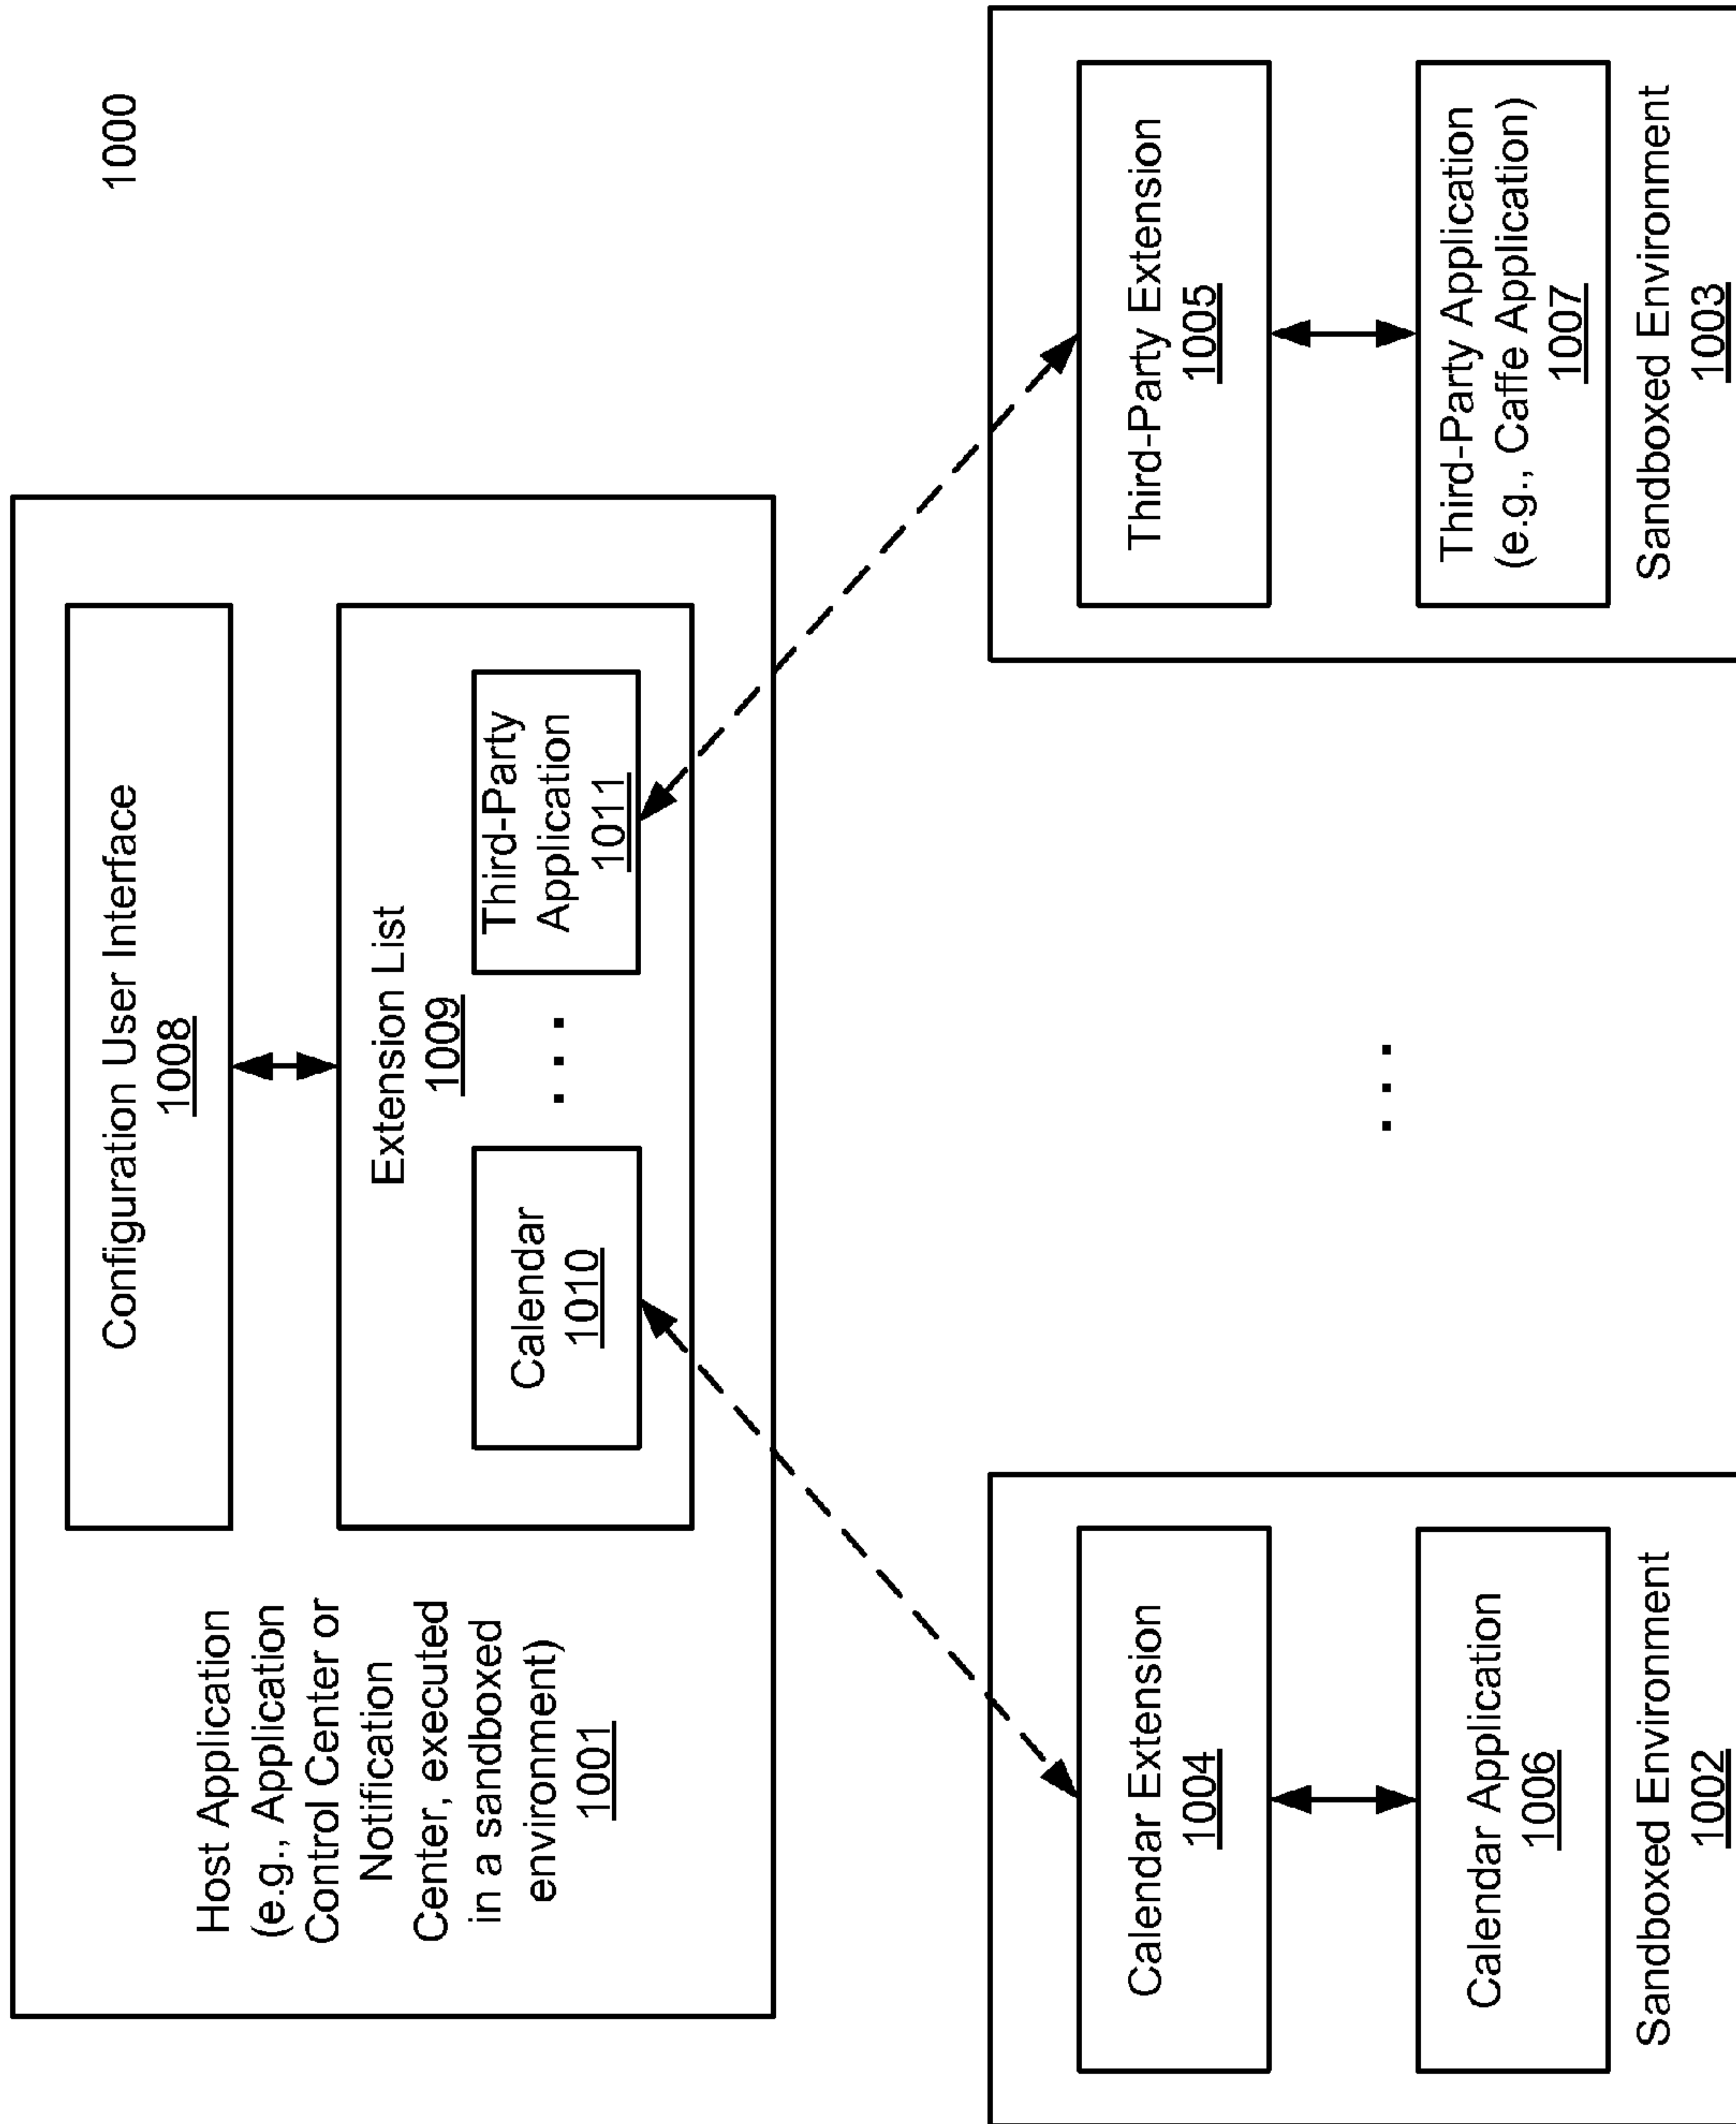 1000
Configuration User Interface
1008
Host Application
(e.g., Application
Control Center or
Notification
Center, executed
in a sandboxed
environment)
1001
Extension List
1009
Calendar
1010
. . .
Third-Party
Application
1011
Calendar Extension
1004
Calendar Application
1006
Sandboxed Environment
1002
. . .
Third-Party Extension
1005
Third-Party Application
(e.g., Caffe Application)
1007
Sandboxed Environment
1003